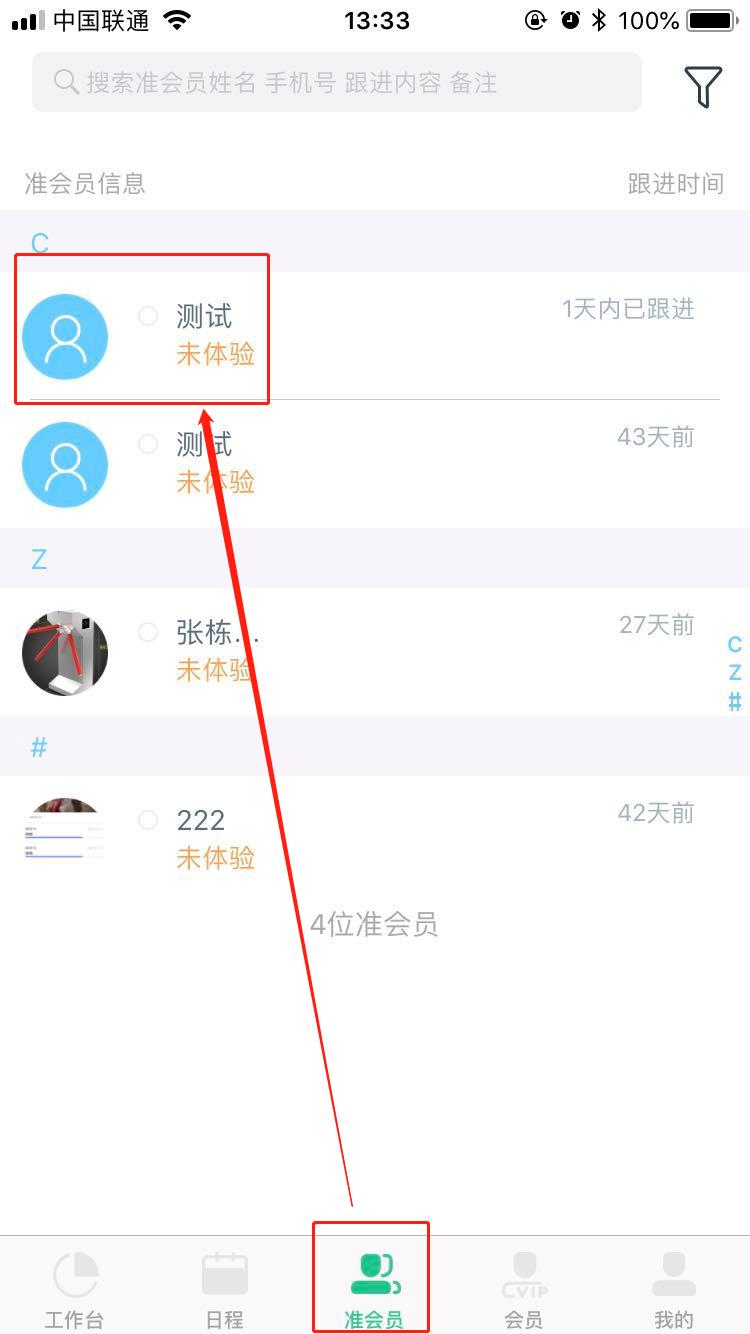 中国联通 13:33 100%
搜索准会员姓名 手机号 跟进内容 备注
准会员信息 跟进时间
C
测试 1天内已跟进
未体验
测试 43天前
未体验
Z
张栋... 27天前
未体验
C
Z
#
#
222 42天前
未体验
4位准会员
VIP
工作台 日程 准会员 会员 我的